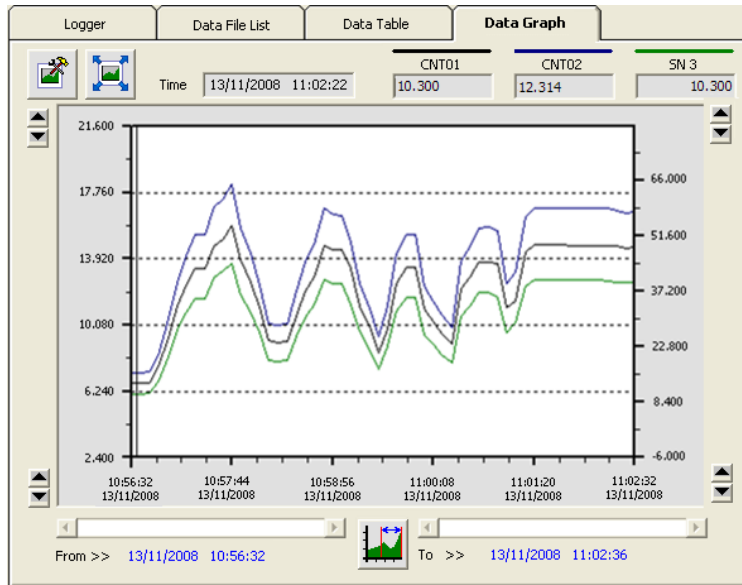 Logger Data File List Data Table Data Graph
CNT01 CNT02 SN 3
Time 13/11/2008 11:02:22 10.300 12.314 10.300
21.600
17.760
13.920
10.080
6.240
2.400
66.000
51.600
37.200
22.800
8.400
-6.000
10:56:32 10:57:44 10:58:56 11:00:08 11:01:20 11:02:32
13/11/2008 13/11/2008 13/11/2008 13/11/2008 13/11/2008 13/11/2008
From >> 13/11/2008 10:56:32 To >> 13/11/2008 11:02:36